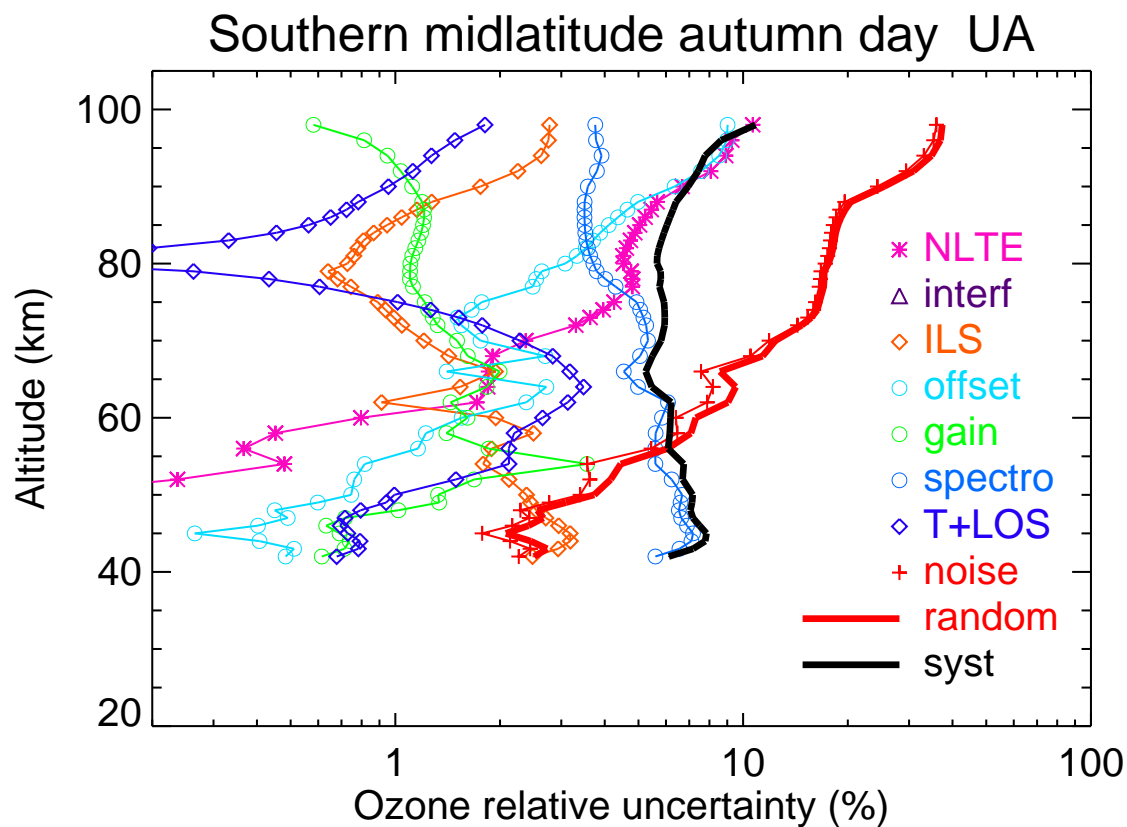 Southern midlatitude autumn day UA
100
80
60
40
20
Altitude (km)
1
10
100
Ozone relative uncertainty (%)
NLTE
interf
ILS
offset
gain
spectro
T+LOS
noise
random
syst